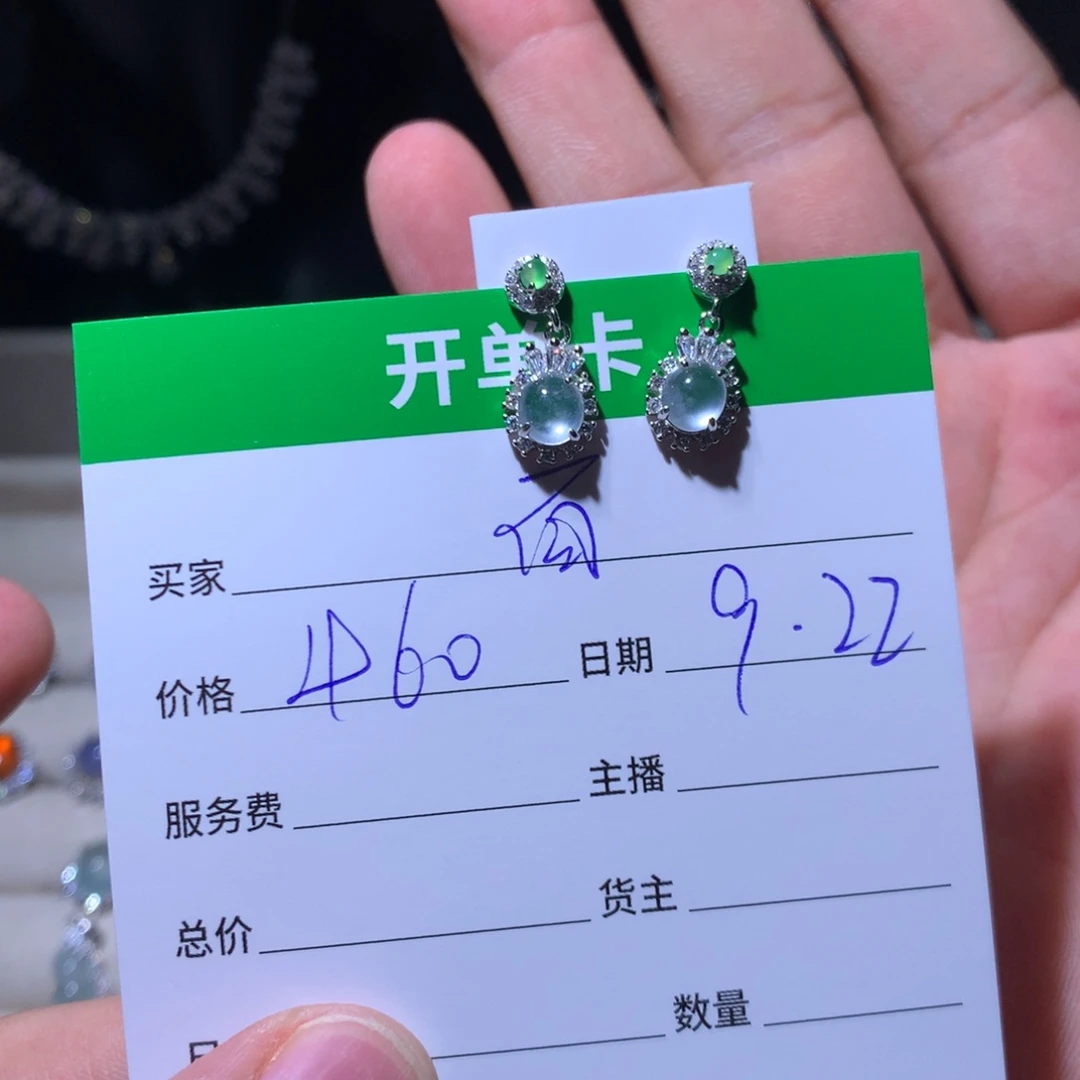 开单卡
买家
价格 460 日期 9.22
服务费 主播
总价 货主
数量